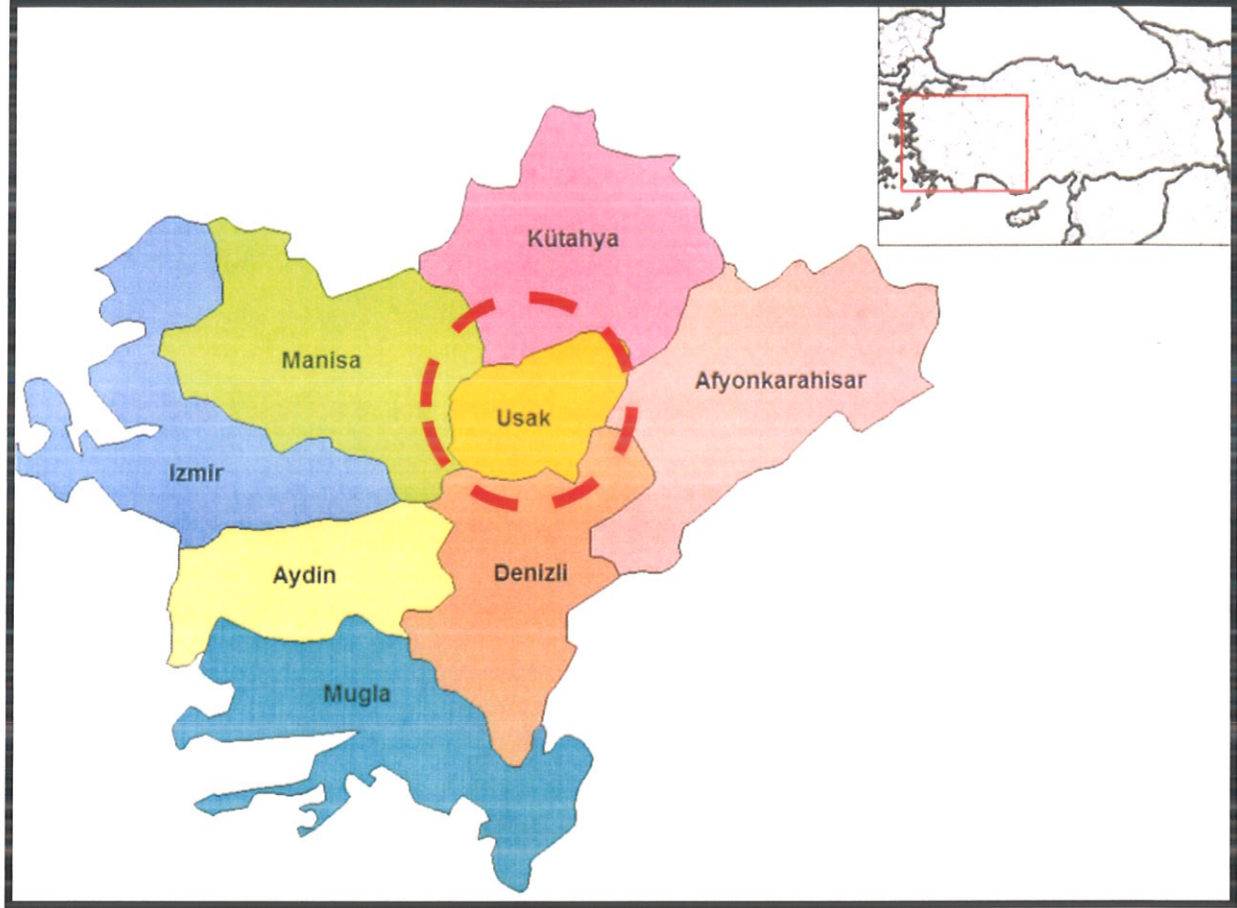 Kütahya
Manisa
Afyonkarahisar
Usak
Izmir
Aydin
Denizli
Mugla